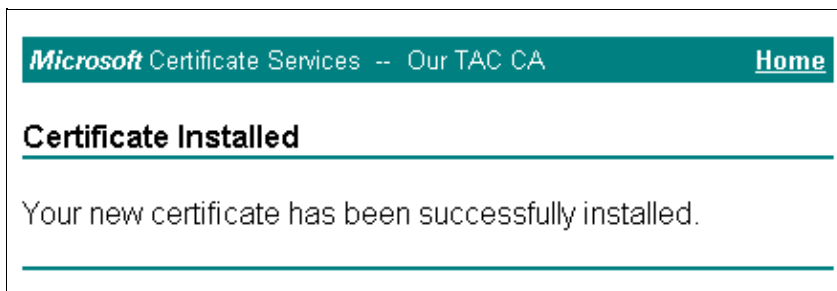 Microsoft Certificate Services -- Our TAC CA Home
Certificate Installed
Your new certificate has been successfully installed.